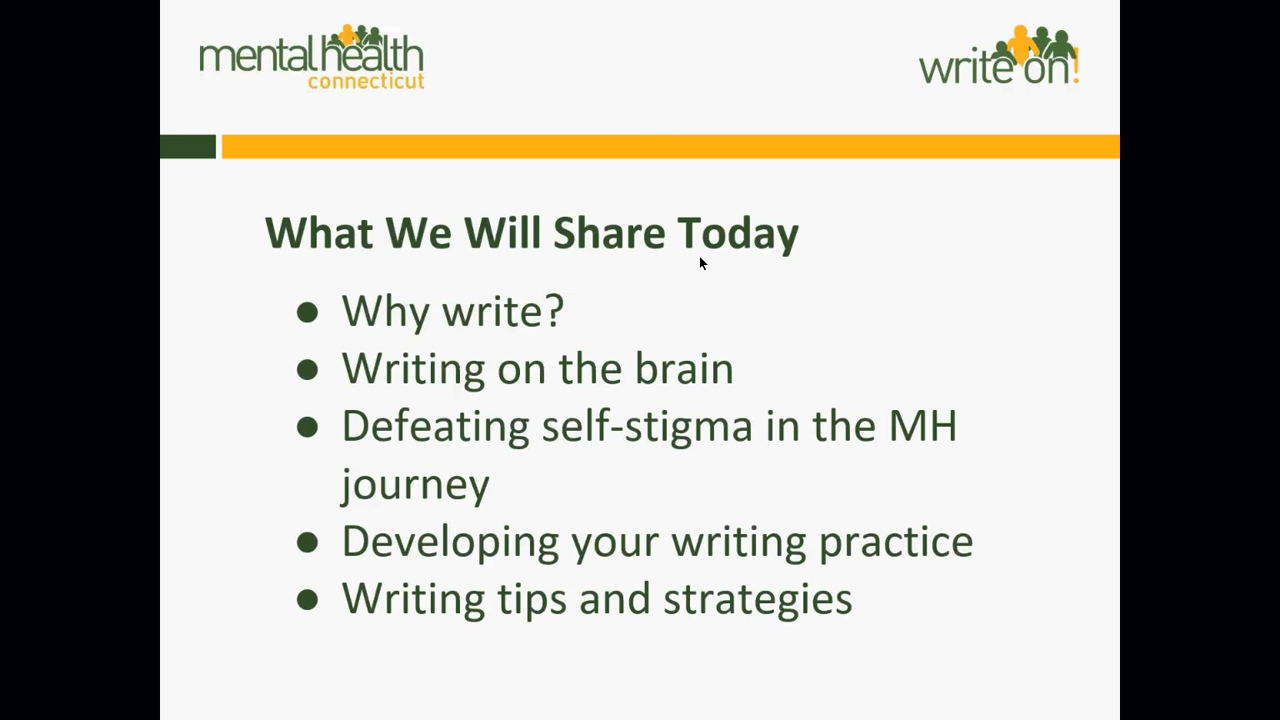 mental health
connecticut
write on!
What We Will Share Today
● Why write?
● Writing on the brain
● Defeating self-stigma in the MH
journey
● Developing your writing practice
● Writing tips and strategies